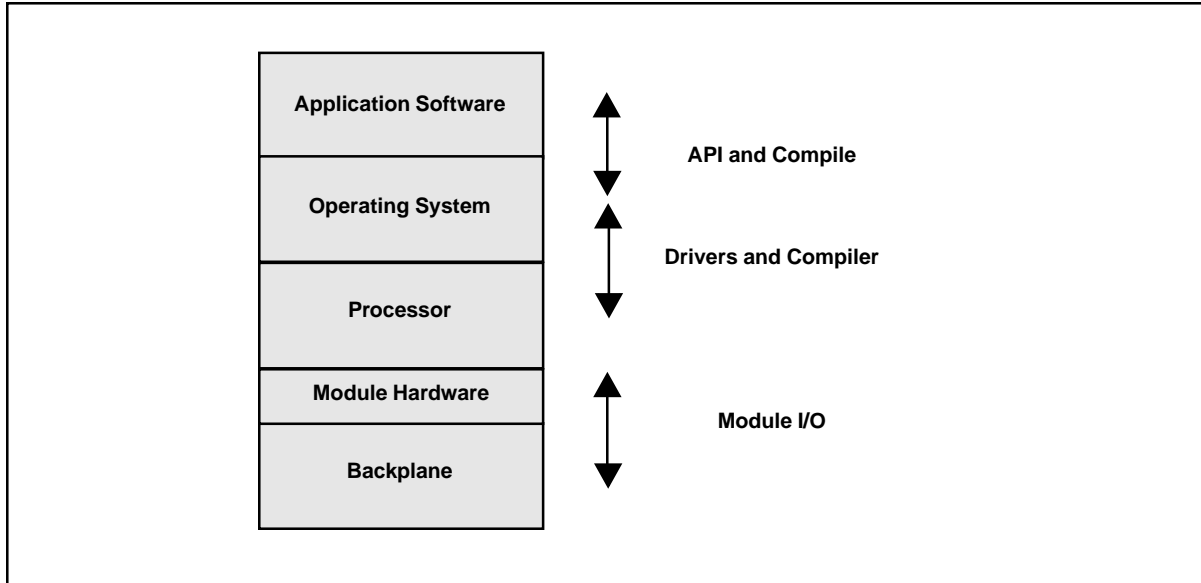 Application Software
API and Compile
Operating System
Drivers and Compiler
Processor
Module Hardware
Module I/O
Backplane